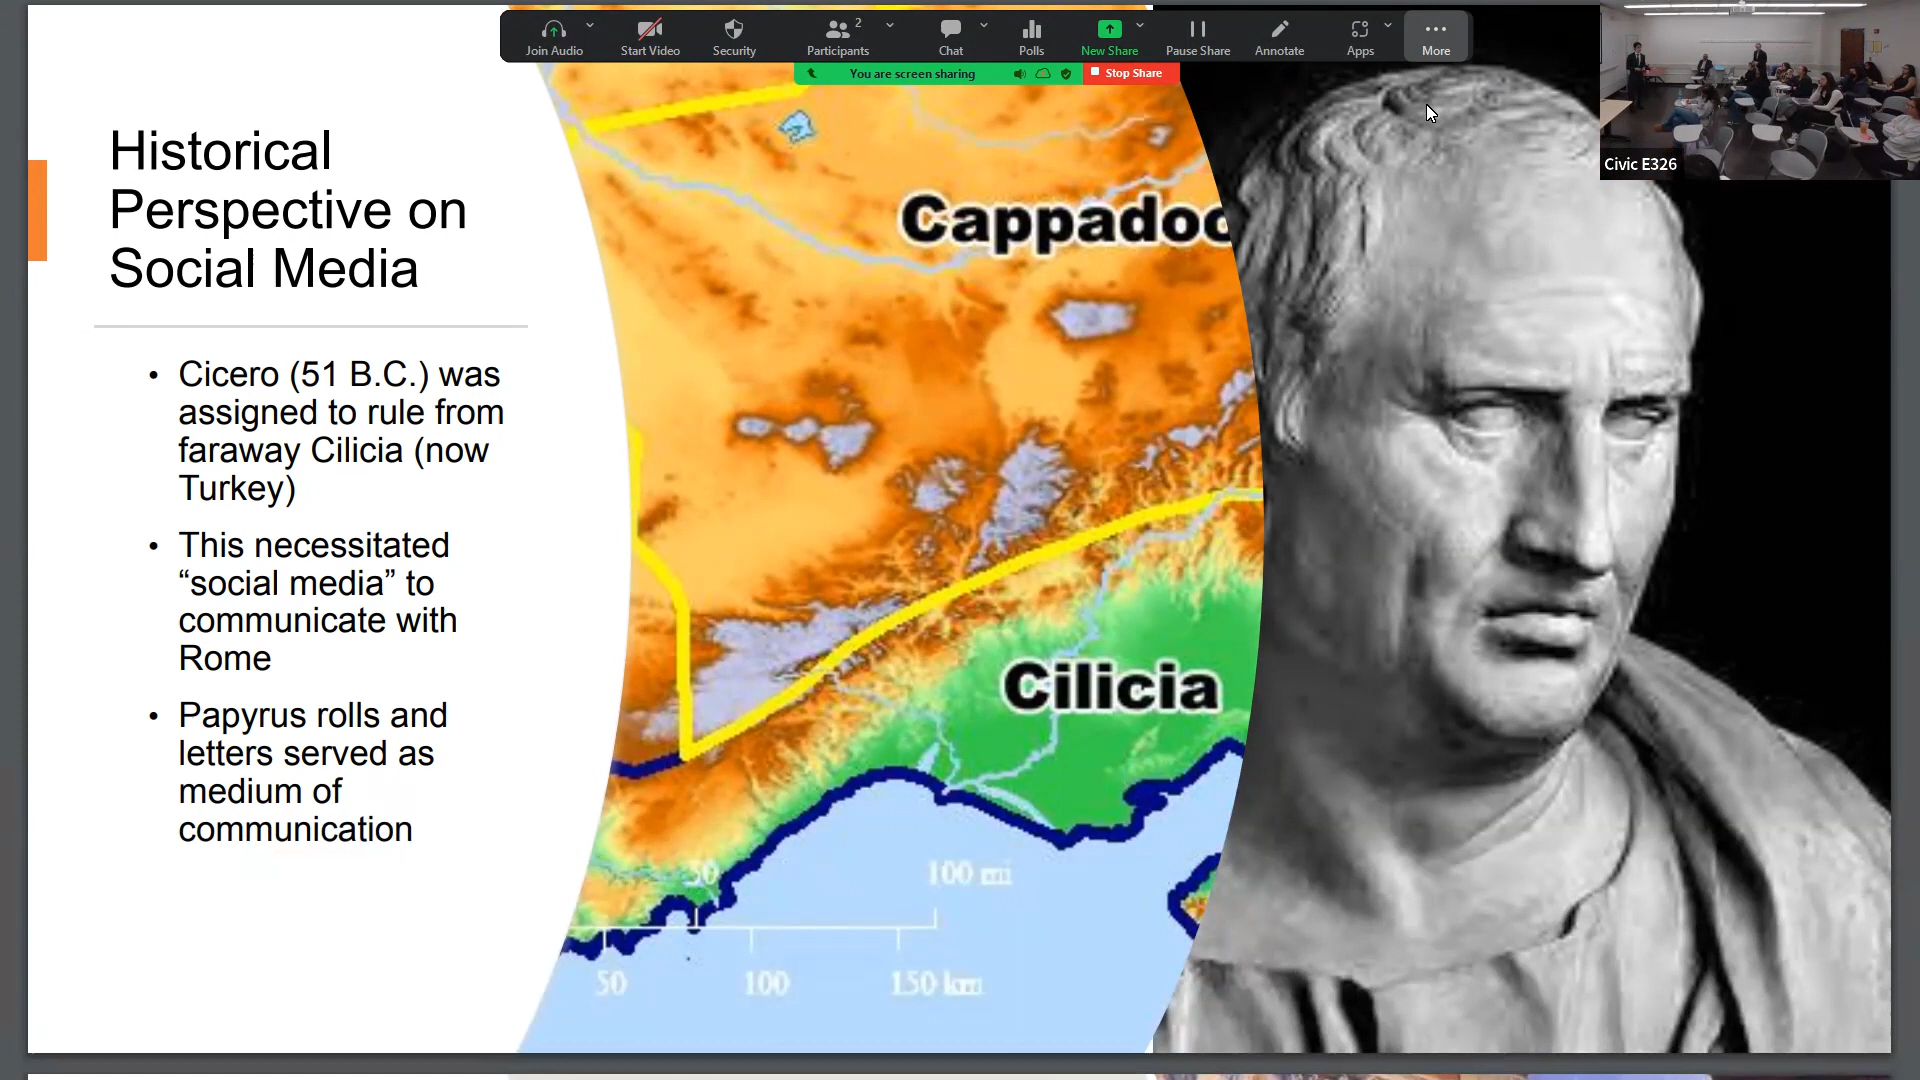 Join Audio
Start Video
Security
2
Participants
Chat
Polls
New Share
Pause Share
Annotate
Apps
More
You are screen sharing
Stop Share
Civic E326
Historical
Perspective on
Social Media
• Cicero (51 B.C.) was
assigned to rule from
faraway Cilicia (now
Turkey)
• This necessitated
“social media” to
communicate with
Rome
• Papyrus rolls and
letters served as
medium of
communication
Cappadoc
Cilicia
50
100 mi
50
100
150 km